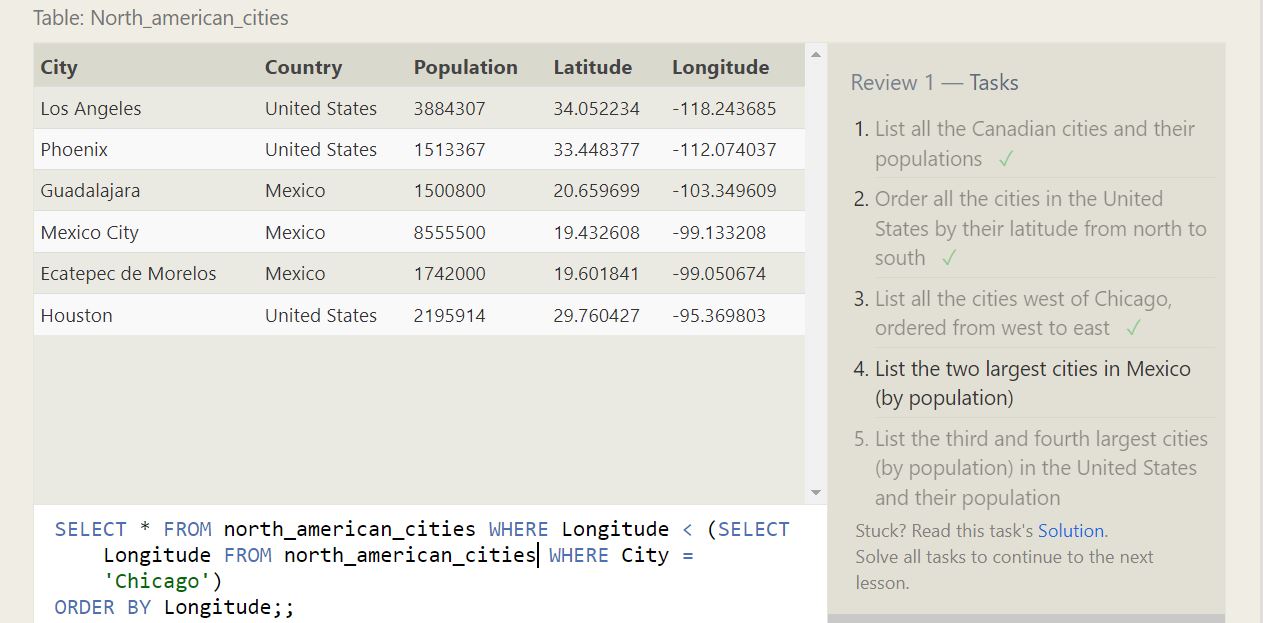 Table: North_american_cities
City Country Population Latitude Longitude
Los Angeles United States 3884307 34.052234 -118.243685
Phoenix United States 1513367 33.448377 -112.074037
Guadalajara Mexico 1500800 20.659699 -103.349609
Mexico City Mexico 8555500 19.432608 -99.133208
Ecatepec de Morelos Mexico 1742000 19.601841 -99.050674
Houston United States 2195914 29.760427 -95.369803
SELECT * FROM north_american_cities WHERE Longitude < (SELECT
Longitude FROM north_american_cities WHERE City =
'Chicago')
ORDER BY Longitude;;
Review 1 — Tasks
1. List all the Canadian cities and their
populations ✓
2. Order all the cities in the United
States by their latitude from north to
south ✓
3. List all the cities west of Chicago,
ordered from west to east ✓
4. List the two largest cities in Mexico
(by population)
5. List the third and fourth largest cities
(by population) in the United States
and their population
Stuck? Read this task's Solution.
Solve all tasks to continue to the next
lesson.